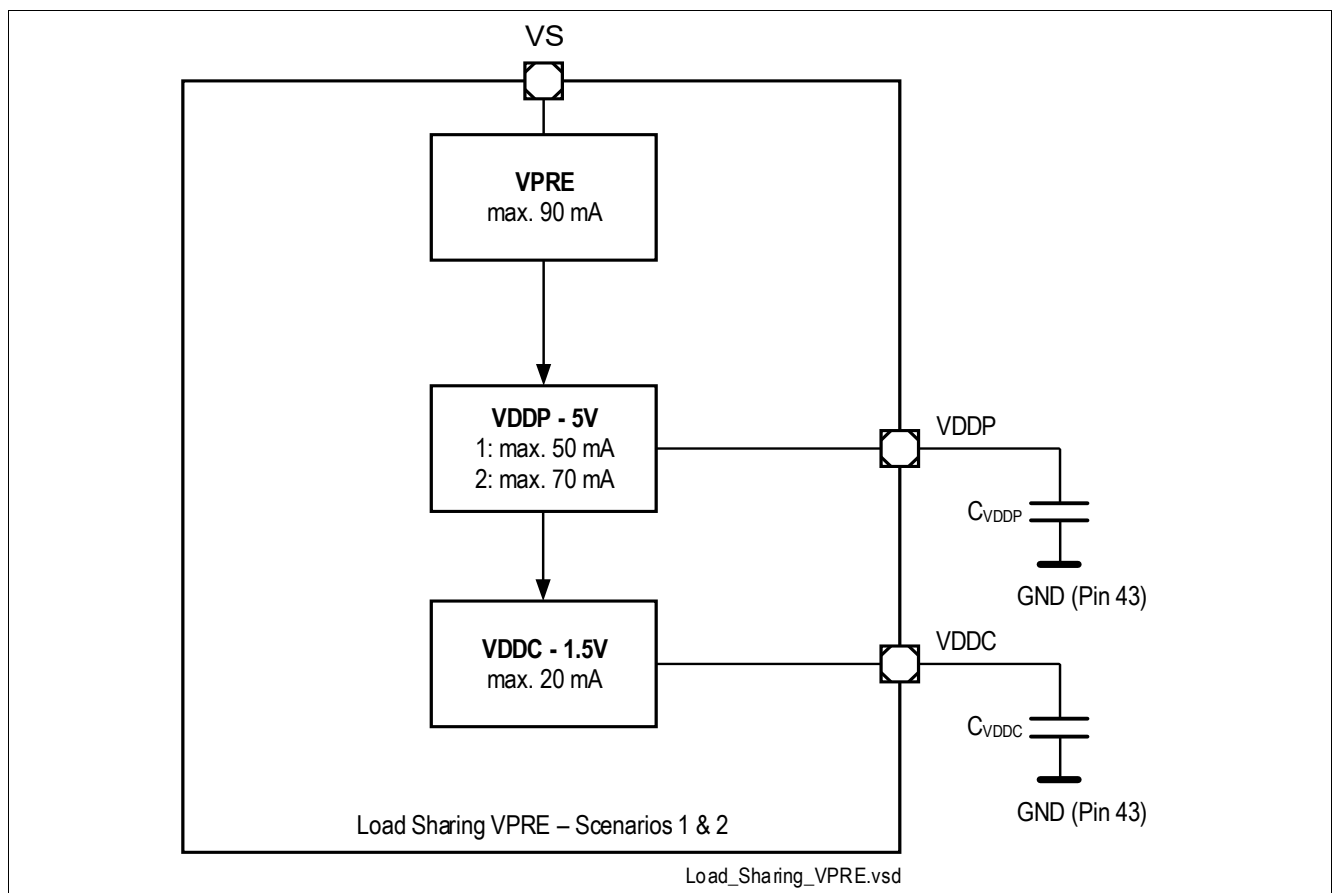 VS
VPRE
max. 90 mA
VDDP - 5V
1: max. 50 mA
2: max. 70 mA
VDDP
CVDDP
GND (Pin 43)
VDDC - 1.5V
max. 20 mA
VDDC
CVDDC
GND (Pin 43)
Load Sharing VPRE – Scenarios 1 & 2
Load_Sharing_VPRE.vsd